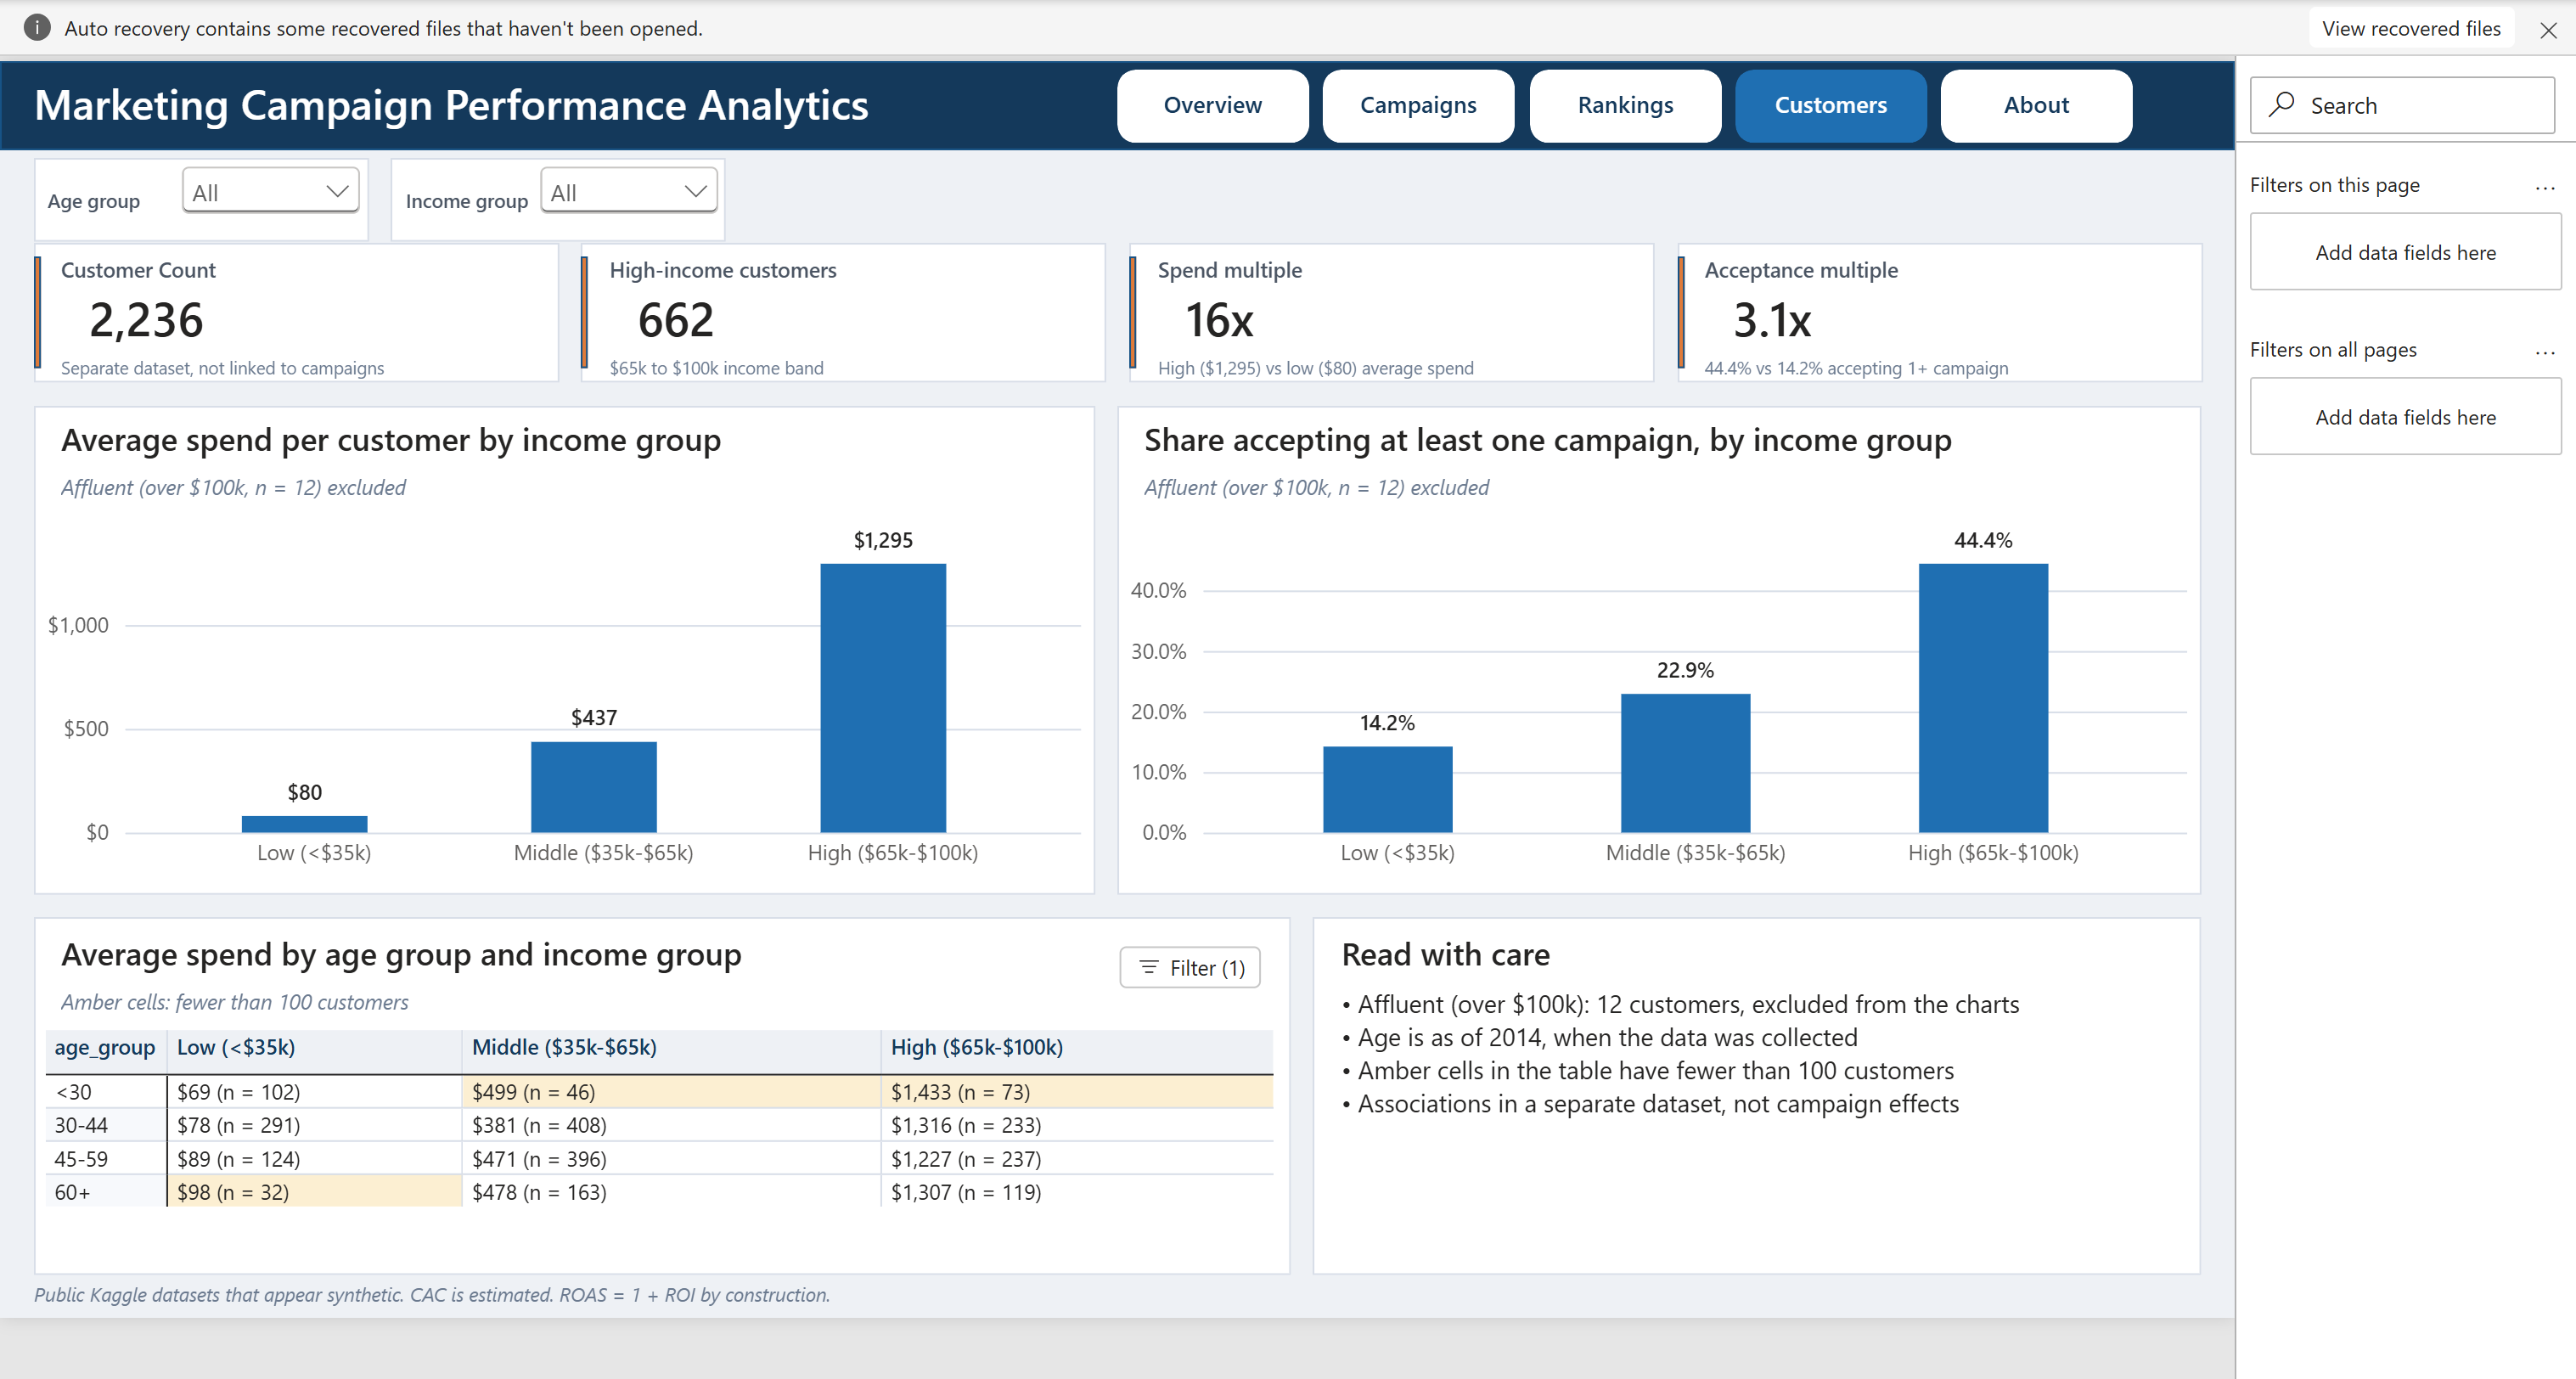 Auto recovery contains some recovered files that haven't been opened.
View recovered files
Marketing Campaign Performance Analytics
Overview
Campaigns
Rankings
Customers
About
Search
Age group
All
Income group
All
Filters on this page
...
Add data fields here
Filters on all pages
...
Add data fields here
Customer Count
2,236
Separate dataset, not linked to campaigns
High-income customers
662
$65k to $100k income band
Spend multiple
16x
High ($1,295) vs low ($80) average spend
Acceptance multiple
3.1x
44.4% vs 14.2% accepting 1+ campaign
Average spend per customer by income group
Affluent (over $100k, n = 12) excluded
$1,295
$1,000
$437
$500
$80
$0
Low (<$35k)
Middle ($35k-$65k)
High ($65k-$100k)
Share accepting at least one campaign, by income group
Affluent (over $100k, n = 12) excluded
44.4%
40.0%
30.0%
22.9%
20.0%
14.2%
10.0%
0.0%
Low (<$35k)
Middle ($35k-$65k)
High ($65k-$100k)
Average spend by age group and income group
Filter (1)
Amber cells: fewer than 100 customers
age_group Low (<$35k) Middle ($35k-$65k) High ($65k-$100k)
<30 $69 (n = 102) $499 (n = 46) $1,433 (n = 73)
30-44 $78 (n = 291) $381 (n = 408) $1,316 (n = 233)
45-59 $89 (n = 124) $471 (n = 396) $1,227 (n = 237)
60+ $98 (n = 32) $478 (n = 163) $1,307 (n = 119)
Read with care
• Affluent (over $100k): 12 customers, excluded from the charts
• Age is as of 2014, when the data was collected
• Amber cells in the table have fewer than 100 customers
• Associations in a separate dataset, not campaign effects
Public Kaggle datasets that appear synthetic. CAC is estimated. ROAS = 1 + ROI by construction.